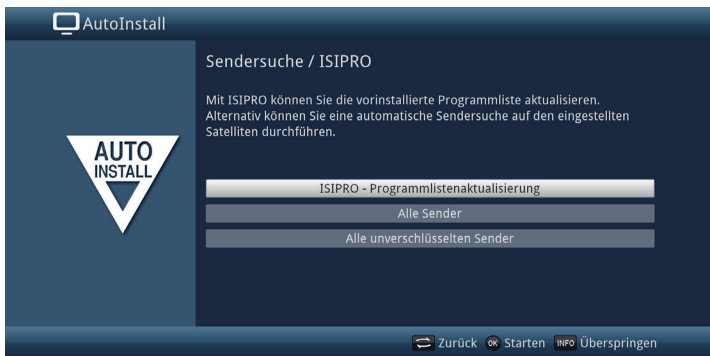 AutoInstall
Sendersuche / ISIPRO
Mit ISIPRO können Sie die vorinstallierte Programmliste aktualisieren.
Alternativ können Sie eine automatische Sendersuche auf den eingestellten
Satelliten durchführen.
AUTO
INSTALL
ISIPRO - Programmlistenaktualisierung
Alle Sender
Alle unverschlüsselten Sender
Zurück OK Starten INFO Überspringen